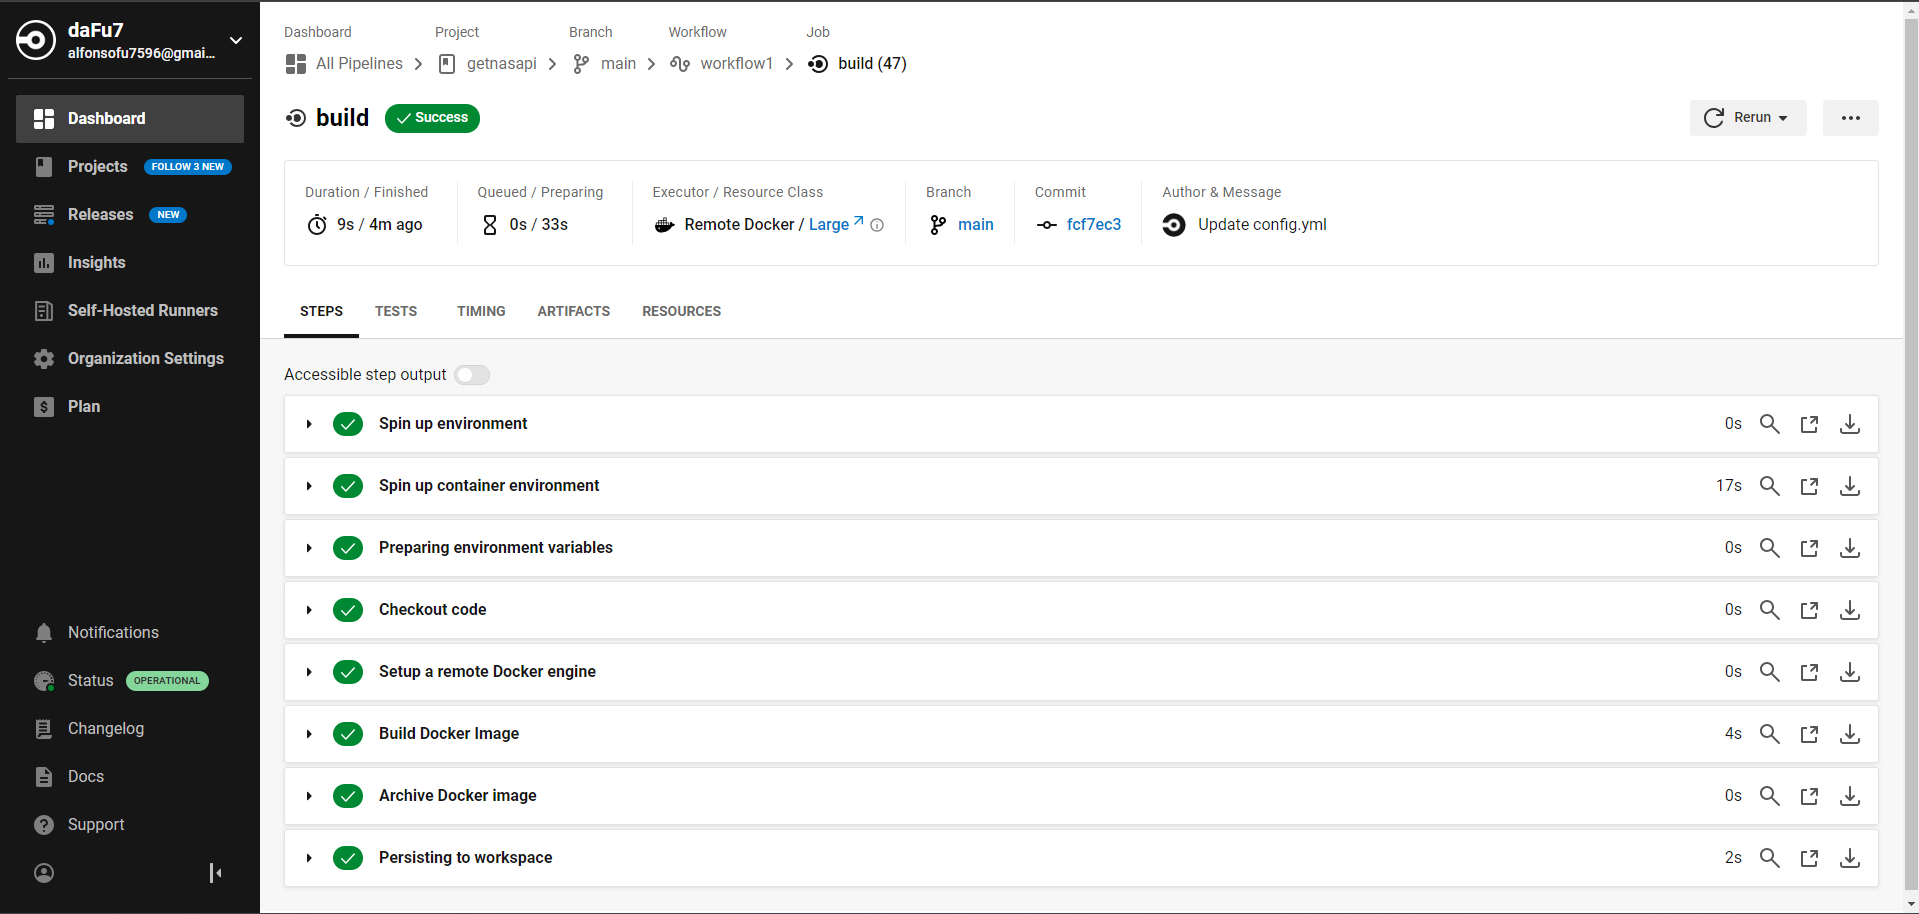 daFu7
alfonsofu7596@gmai...
Dashboard
Projects FOLLOW 3 NEW
Releases NEW
Insights
Self-Hosted Runners
Organization Settings
Plan
Notifications
Status OPERATIONAL
Changelog
Docs
Support
Dashboard Project Branch Workflow Job
All Pipelines getnasapi main workflow1 build (47)
build Success
Rerun
Duration / Finished Queued / Preparing Executor / Resource Class Branch Commit Author & Message
9s / 4m ago 0s / 33s Remote Docker / Large main fcf7ec3 Update config.yml
STEPS TESTS TIMING ARTIFACTS RESOURCES
Accessible step output
Spin up environment 0s
Spin up container environment 17s
Preparing environment variables 0s
Checkout code 0s
Setup a remote Docker engine 0s
Build Docker Image 4s
Archive Docker image 0s
Persisting to workspace 2s